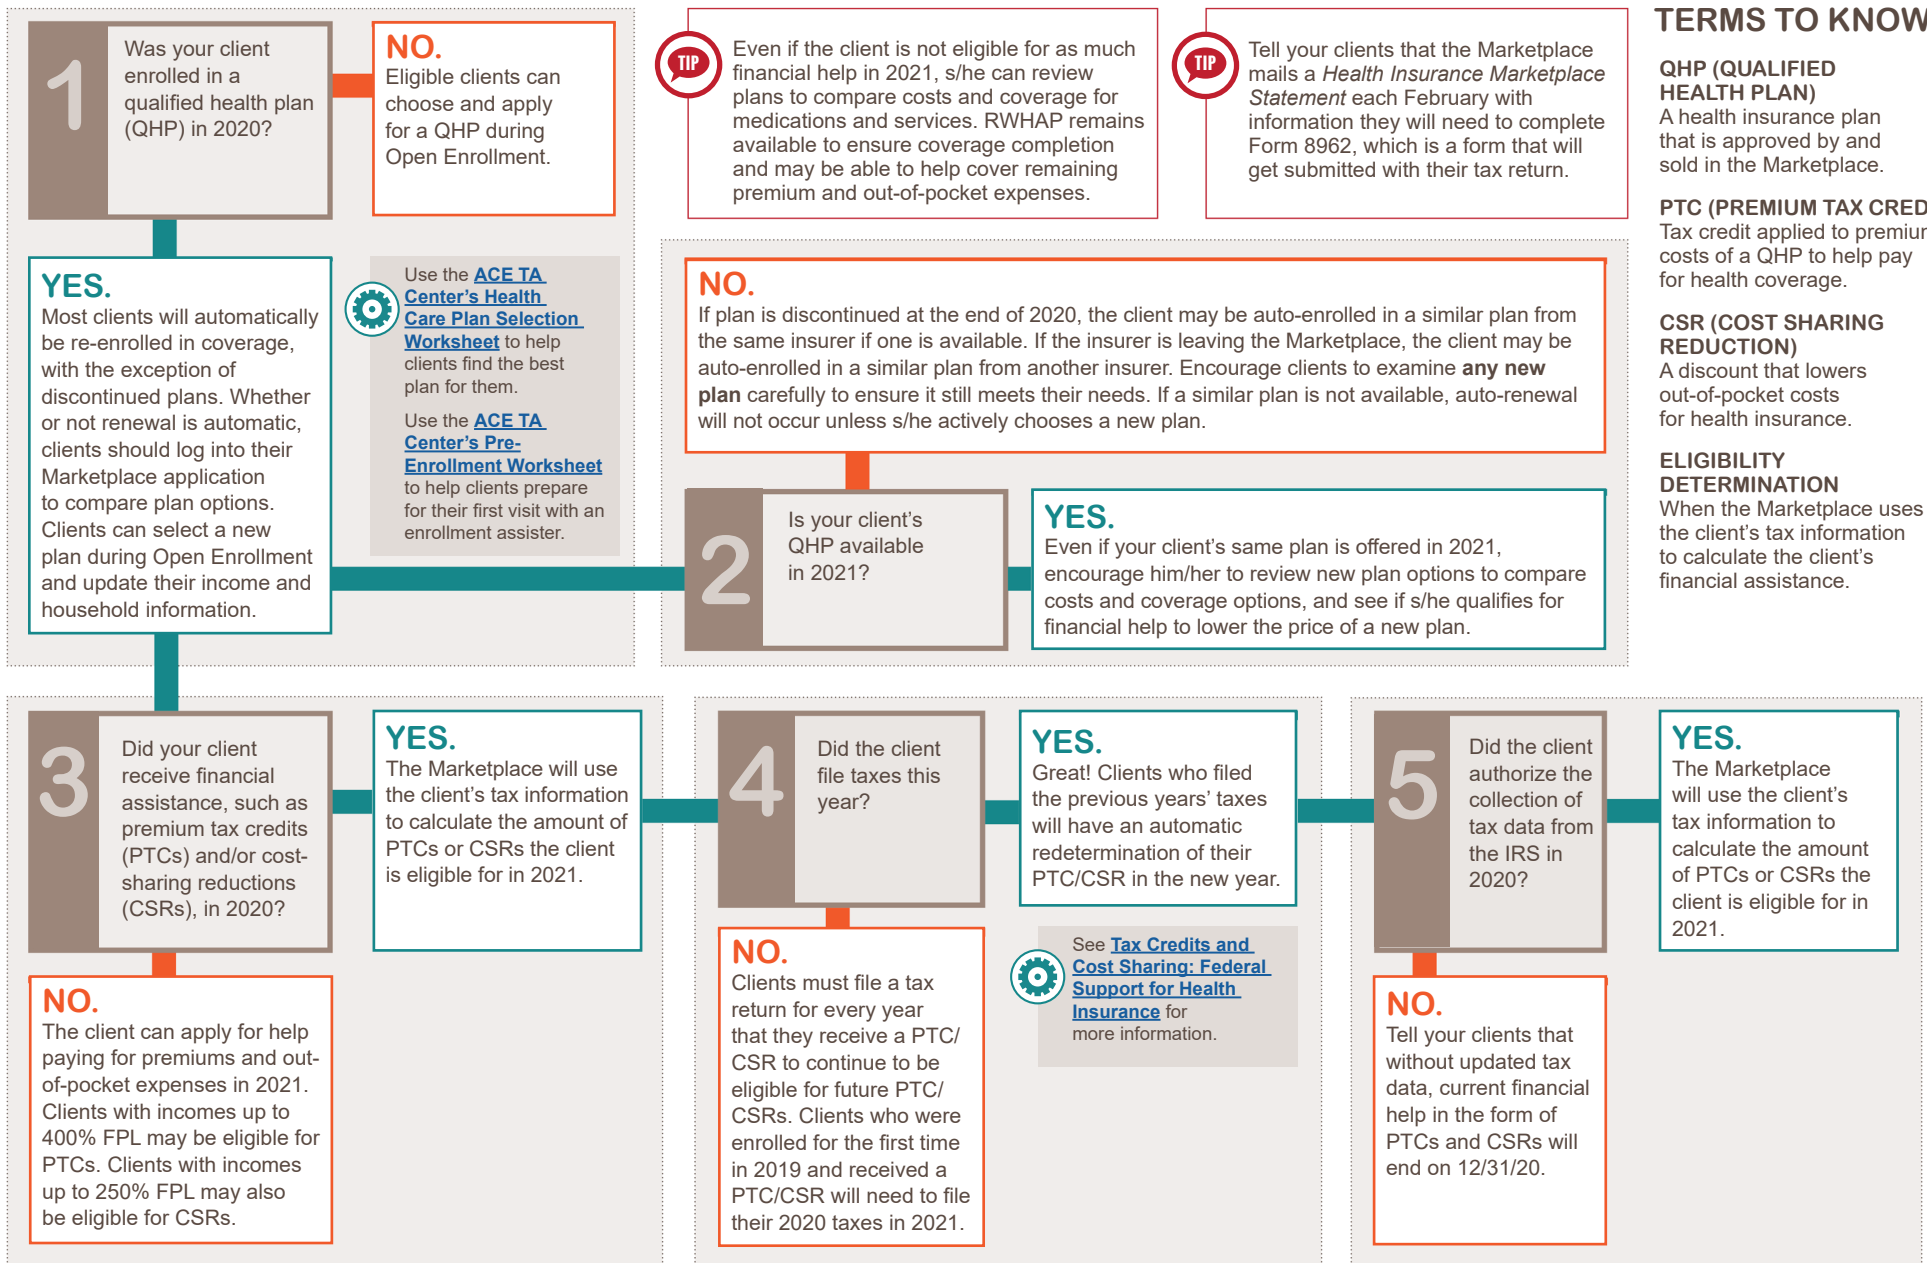 1
Was your client
enrolled in a
qualified health plan
(QHP) in 2020?
NO.
Eligible clients can
choose and apply
for a QHP during
Open Enrollment.
YES.
Most clients will automatically
be re-enrolled in coverage,
with the exception of
discontinued plans. Whether
or not renewal is automatic,
clients should log into their
Marketplace application
to compare plan options.
Clients can select a new
plan during Open Enrollment
and update their income and
household information.
Use the ACE TA
Center’s Health
Care Plan Selection
Worksheet to help
clients find the best
plan for them.
Use the ACE TA
Center’s Pre-
Enrollment Worksheet
to help clients prepare
for their first visit with an
enrollment assister.
TIP
Even if the client is not eligible for as much
financial help in 2021, s/he can review
plans to compare costs and coverage for
medications and services. RWHAP remains
available to ensure coverage completion
and may be able to help cover remaining
premium and out-of-pocket expenses.
TIP
Tell your clients that the Marketplace
mails a Health Insurance Marketplace
Statement each February with
information they will need to complete
Form 8962, which is a form that will
get submitted with their tax return.
NO.
If plan is discontinued at the end of 2020, the client may be auto-enrolled in a similar plan from
the same insurer if one is available. If the insurer is leaving the Marketplace, the client may be
auto-enrolled in a similar plan from another insurer. Encourage clients to examine any new
plan carefully to ensure it still meets their needs. If a similar plan is not available, auto-renewal
will not occur unless s/he actively chooses a new plan.
2
Is your client’s
QHP available
in 2021?
YES.
Even if your client’s same plan is offered in 2021,
encourage him/her to review new plan options to compare
costs and coverage options, and see if s/he qualifies for
financial help to lower the price of a new plan.
TERMS TO KNOW
QHP (QUALIFIED
HEALTH PLAN)
A health insurance plan
that is approved by and
sold in the Marketplace.
PTC (PREMIUM TAX CRED
Tax credit applied to premium
costs of a QHP to help pay
for health coverage.
CSR (COST SHARING
REDUCTION)
A discount that lowers
out-of-pocket costs
for health insurance.
ELIGIBILITY
DETERMINATION
When the Marketplace uses
the client’s tax information
to calculate the client’s
financial assistance.
3
Did your client
receive financial
assistance, such as
premium tax credits
(PTCs) and/or cost-
sharing reductions
(CSRs), in 2020?
YES.
The Marketplace will use
the client’s tax information
to calculate the amount of
PTCs or CSRs the client
is eligible for in 2021.
NO.
The client can apply for help
paying for premiums and out-
of-pocket expenses in 2021.
Clients with incomes up to
400% FPL may be eligible for
PTCs. Clients with incomes
up to 250% FPL may also
be eligible for CSRs.
4
Did the client
file taxes this
year?
YES.
Great! Clients who filed
the previous years’ taxes
will have an automatic
redetermination of their
PTC/CSR in the new year.
NO.
Clients must file a tax
return for every year
that they receive a PTC/
CSR to continue to be
eligible for future PTC/
CSRs. Clients who were
enrolled for the first time
in 2019 and received a
PTC/CSR will need to file
their 2020 taxes in 2021.
See Tax Credits and
Cost Sharing: Federal
Support for Health
Insurance for
more information.
5
Did the client
authorize the
collection of
tax data from
the IRS in
2020?
YES.
The Marketplace
will use the client’s
tax information to
calculate the amount
of PTCs or CSRs the
client is eligible for in
2021.
NO.
Tell your clients that
without updated tax
data, current financial
help in the form of
PTCs and CSRs will
end on 12/31/20.